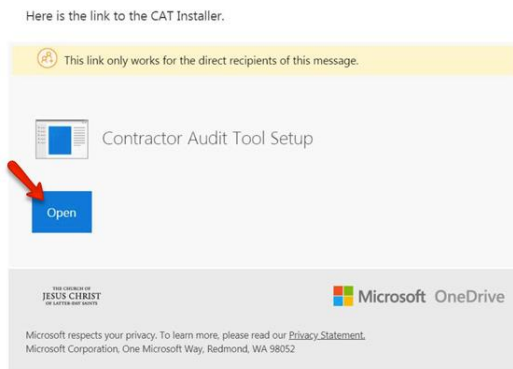 Here is the link to the CAT Installer.
This link only works for the direct recipients of this message.
Contractor Audit Tool Setup
Open
THE CHURCH OF
JESUS CHRIST
OF LATTER-DAY SAINTS
Microsoft OneDrive
Microsoft respects your privacy. To learn more, please read our Privacy Statement.
Microsoft Corporation, One Microsoft Way, Redmond, WA 98052